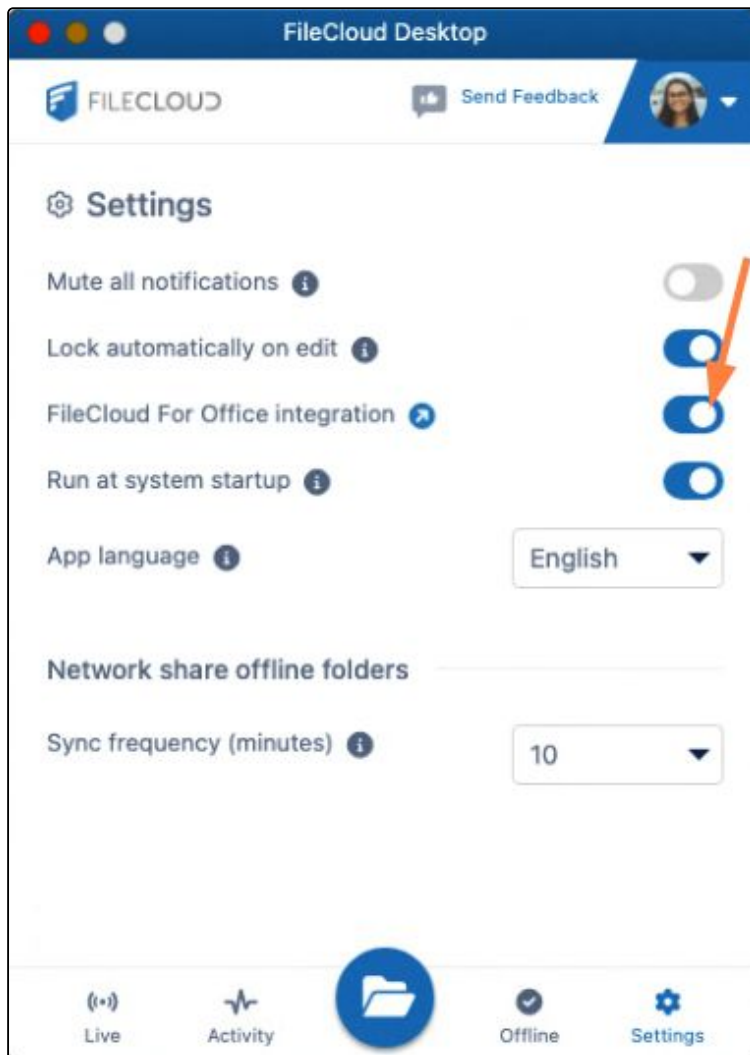 FileCloud Desktop
FILECLOUD
Send Feedback
Settings
Mute all notifications
Lock automatically on edit
FileCloud For Office integration
Run at system startup
App language
English
Network share offline folders
Sync frequency (minutes)
10
Live
Activity
Offline
Settings